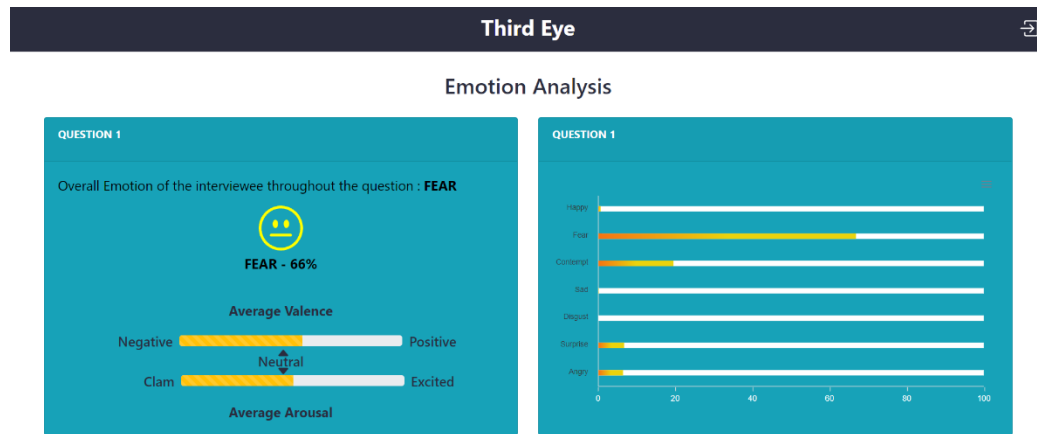 Third Eye
Emotion Analysis
QUESTION 1
Overall Emotion of the interviewee throughout the question : FEAR
FEAR - 66%
Average Valence
Negative
Positive
Neutral
Clam
Excited
Average Arousal
QUESTION 1
Happy
Fear
Contempt
Sad
Disgust
Surprise
Angry
0 20 40 60 80 100